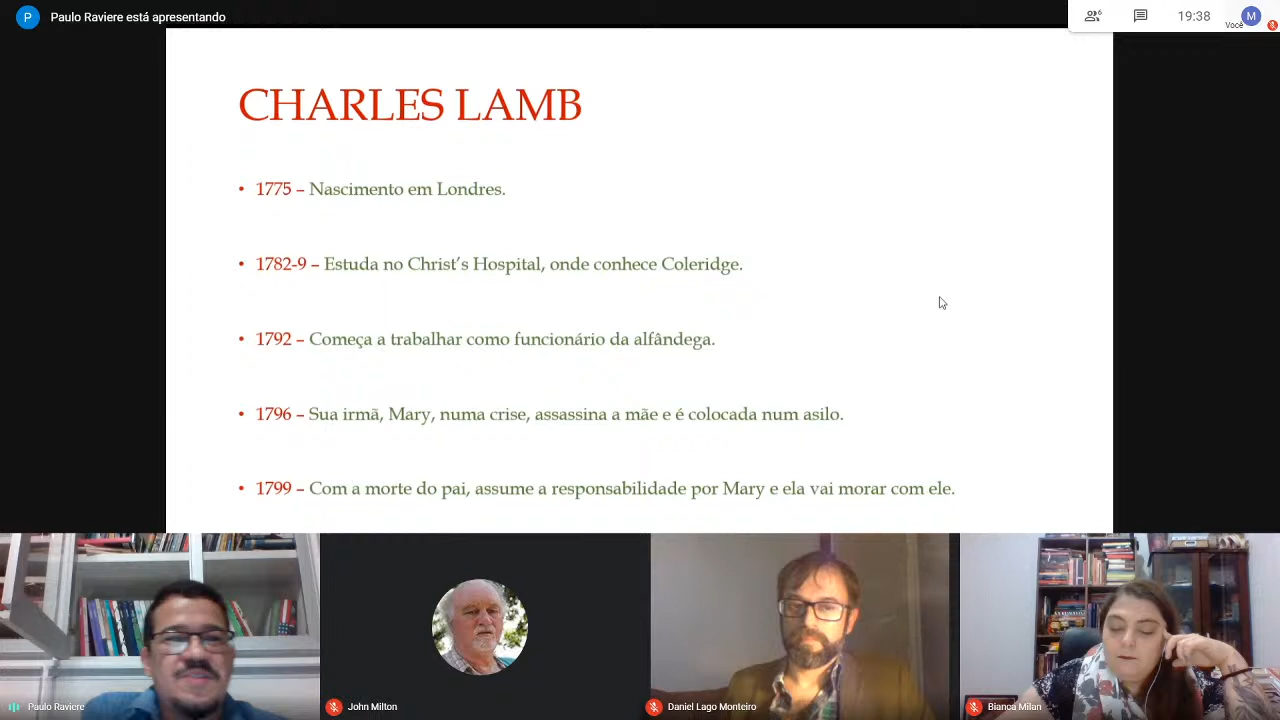 P
Paulo Raviere está apresentando
6
19:38
Você
M
CHARLES LAMB
• 1775 – Nascimento em Londres.
• 1782-9 – Estuda no Christ's Hospital, onde conhece Coleridge.
• 1792 – Começa a trabalhar como funcionário da alfândega.
• 1796 – Sua irmã, Mary, numa crise, assassina a mãe e é colocada num asilo.
• 1799 – Com a morte do pai, assume a responsabilidade por Mary e ela vai morar com ele.
Paulo Raviere
John Milton
Daniel Lago Monteiro
Bianca Milan